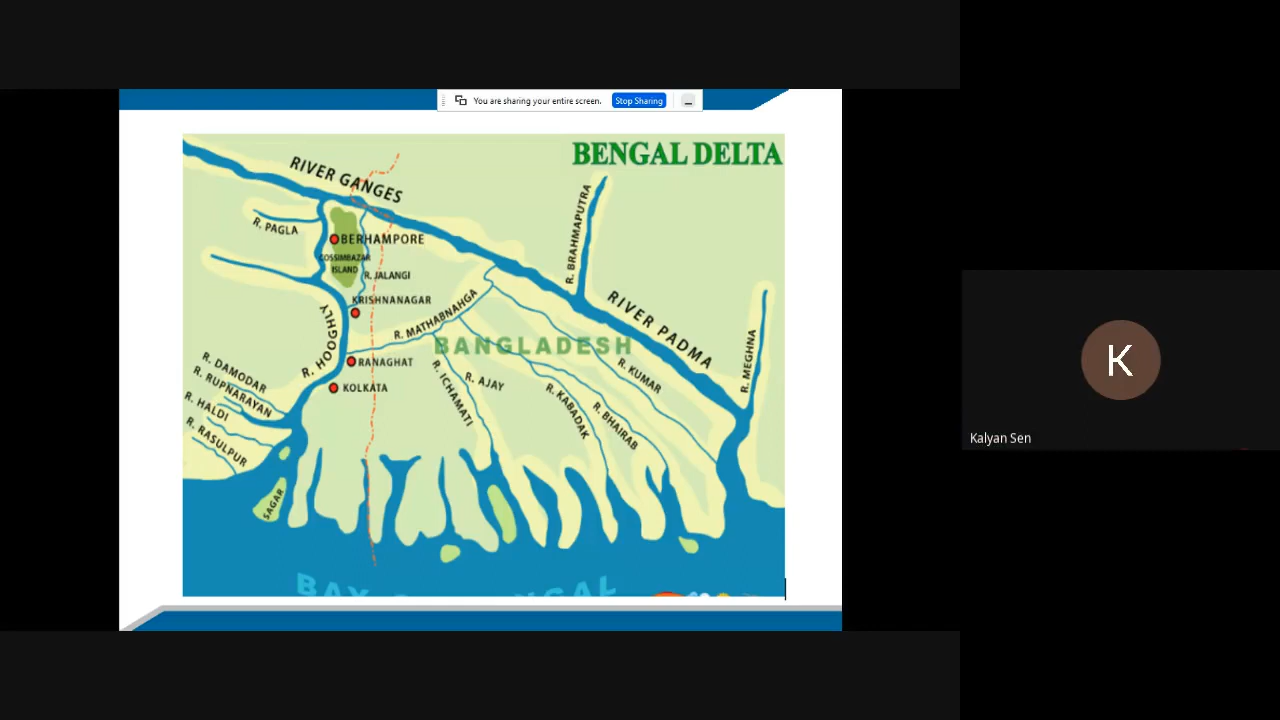 You are sharing your entire screen.
Stop Sharing
BENGAL DELTA
RIVER GANGES
R. PAGLA
BERHAMPORE
COSSIMBAZAR
ISLAND
R. JALANGI
R. BRAHMAPUTRA
KRISHNANAGAR
R. MATHABNAHGA
RIVER PADMA
R. HOOGHLY
BANGLADESH
R. MEGHNA
RANAGHAT
KOLKATA
R. DAMODAR
R. RUPNARAYAN
R. HALDI
R. RASULPUR
R. ICHAMATI
R. AJAY
R. KABADAK
R. BHAIRAB
R. KUMAR
SAGAR
K
Kalyan Sen
BAY